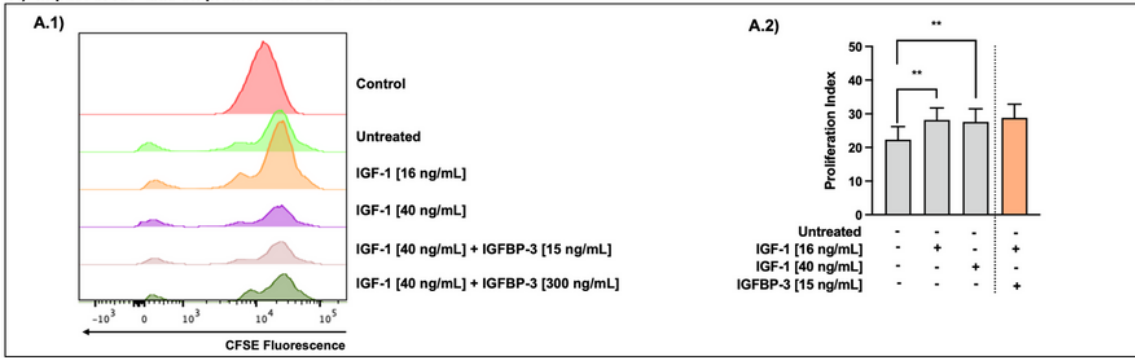 A.1)
Control
Untreated
IGF-1 [16 ng/mL]
IGF-1 [40 ng/mL]
IGF-1 [40 ng/mL] + IGFBP-3 [15 ng/mL]
IGF-1 [40 ng/mL] + IGFBP-3 [300 ng/mL]
-10³ 0 10³ 10⁴ 10⁵
CFSE Fluorescence
A.2)
**
**
50
40
30
20
10
0
Proliferation Index
Untreated - - - -
IGF-1 [16 ng/mL] - + - +
IGF-1 [40 ng/mL] - - + -
IGFBP-3 [15 ng/mL] - - - +